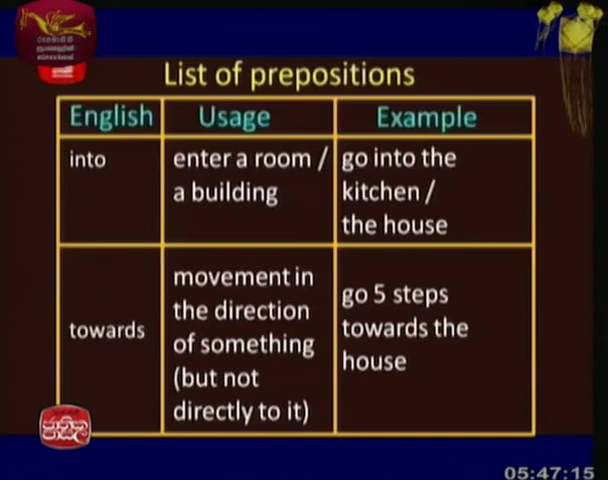 List of prepositions
English Usage Example
into
enter a room /
a building
go into the
kitchen /
the house
towards
movement in
the direction
of something
(but not
directly to it)
go 5 steps
towards the
house
05:47:15